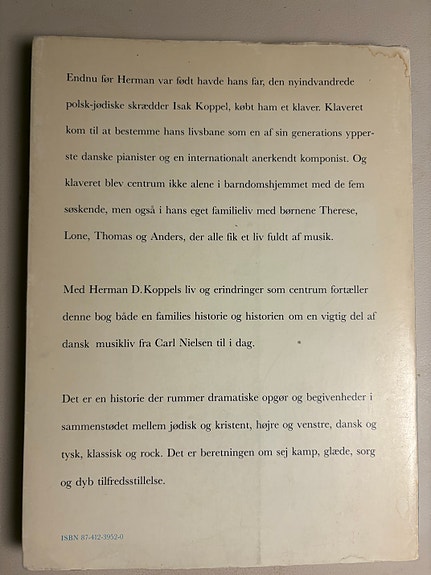 Endnu før Herman var født havde hans far, den nyindvandrede
polsk-jødiske skrædder Isak Koppel, købt ham et klaver. Klaveret
kom til at bestemme hans livsbane som en af sin generations ypper-
ste danske pianister og en internationalt anerkendt komponist. Og
klaveret blev centrum ikke alene i barndomshjemmet med de fem
søskende, men også i hans eget familieliv med børnene Therese,
Lone, Thomas og Anders, der alle fik et liv fuldt af musik.
Med Herman D. Koppels liv og erindringer som centrum fortæller
denne bog både en families historie og historien om en vigtig del af
dansk musikliv fra Carl Nielsen til i dag.
Det er en historie der rummer dramatiske opgør og begivenheder i
sammenstødet mellem jødisk og kristent, højre og venstre, dansk og
tysk, klassisk og rock. Det er beretningen om sej kamp, glæde, sorg
og dyb tilfredsstillelse.
ISBN 87-412-3952-0